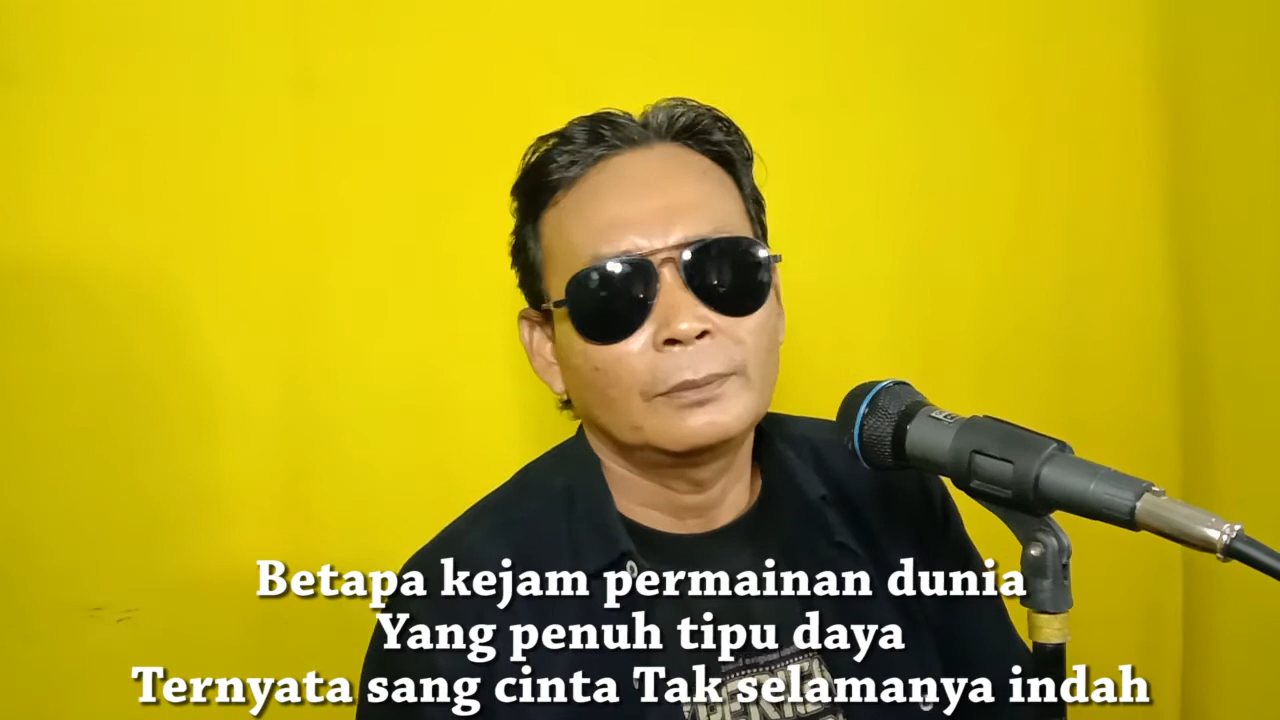 Betapa kejam permainan dunia
Yang penuh tipu daya
Ternyata sang cinta Tak selamanya indah